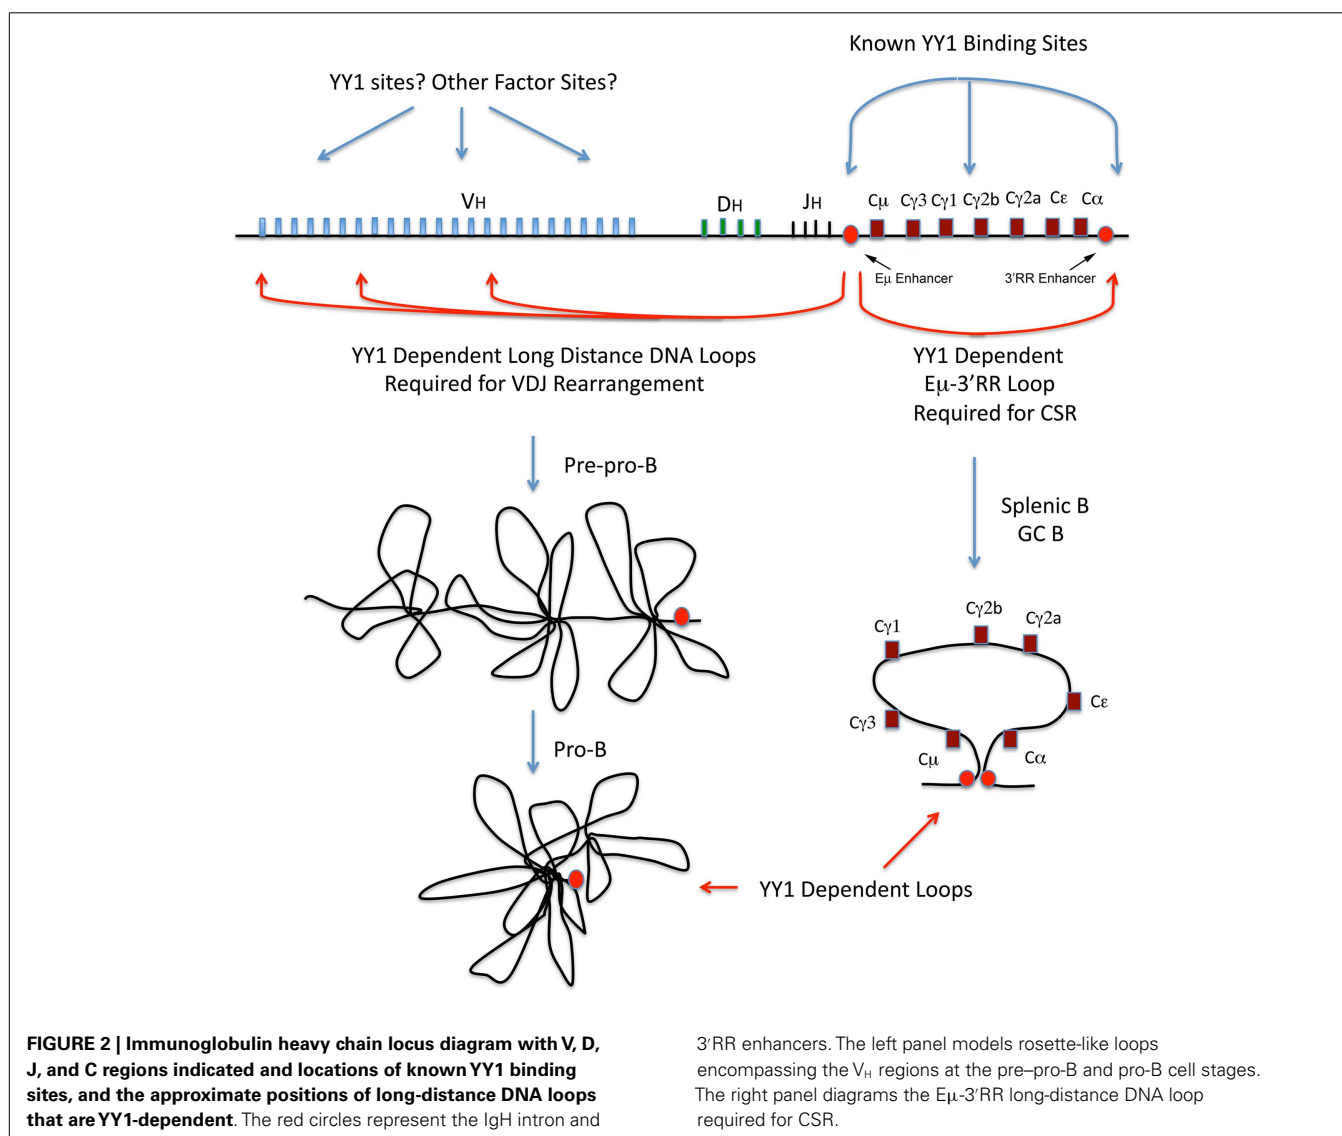 Known YY1 Binding Sites
YY1 sites? Other Factor Sites?
VH
DH
JH
Cμ
Cγ3
Cγ1
Cγ2b
Cγ2a
Cε
Cα
Eμ Enhancer
3'RR Enhancer
YY1 Dependent Long Distance DNA Loops
Required for VDJ Rearrangement
YY1 Dependent
Eμ-3'RR Loop
Required for CSR
Pre-pro-B
Splenic B
GC B
Cγ1
Cγ2b
Cγ2a
Cε
Cγ3
Cμ
Cα
Pro-B
YY1 Dependent Loops
FIGURE 2 | Immunoglobulin heavy chain locus diagram with V, D,
J, and C regions indicated and locations of known YY1 binding
sites, and the approximate positions of long-distance DNA loops
that are YY1-dependent. The red circles represent the IgH intron and
3′RR enhancers. The left panel models rosette-like loops
encompassing the VH regions at the pre–pro-B and pro-B cell stages.
The right panel diagrams the Eμ-3′RR long-distance DNA loop
required for CSR.